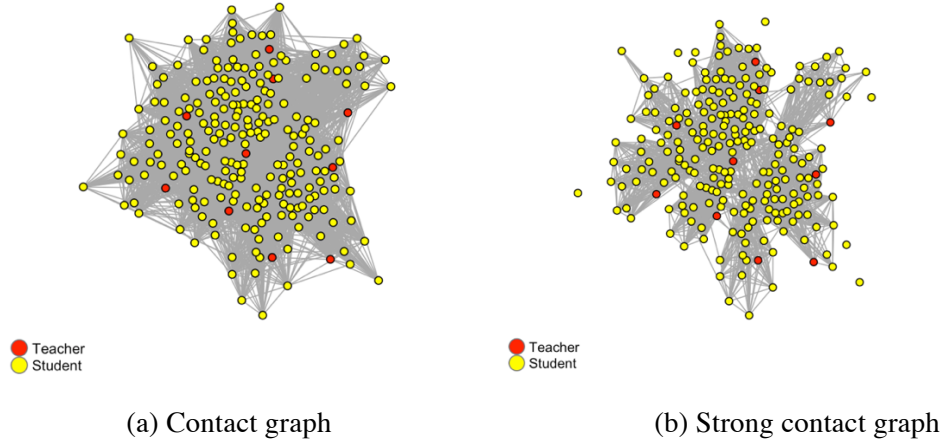 Teacher
Student
Teacher
Student
(a) Contact graph
(b) Strong contact graph